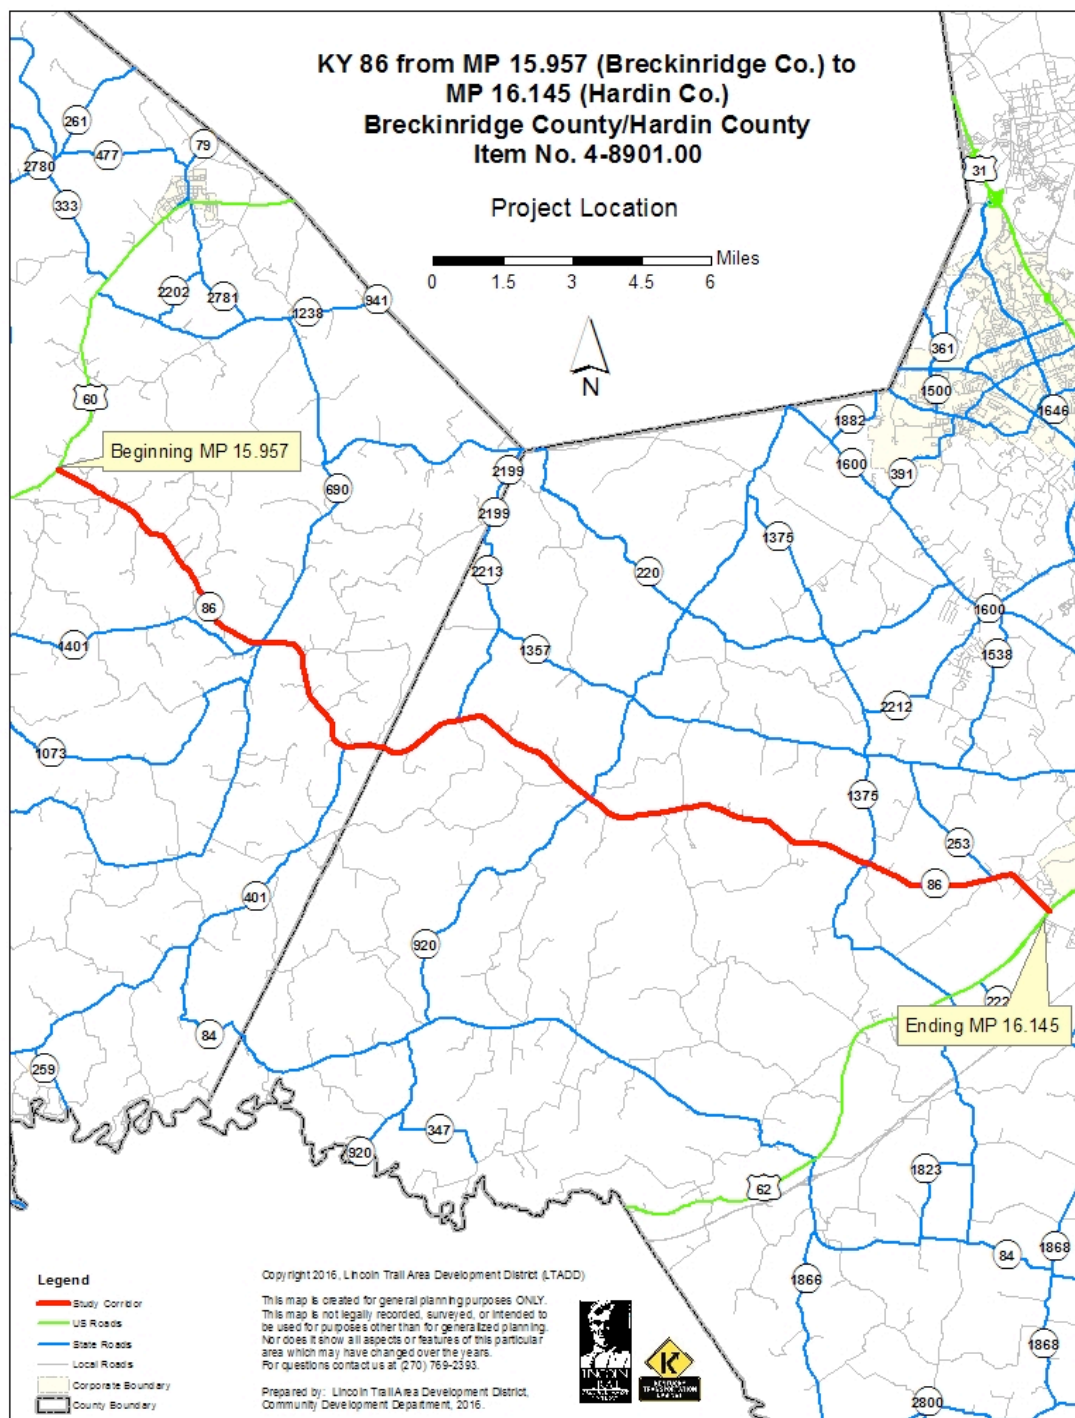 KY 86 from MP 15.957 (Breckinridge Co.) to
MP 16.145 (Hardin Co.)
Breckinridge County/Hardin County
Item No. 4-8901.00
Project Location
0 1.5 3 4.5 6 Miles
N
261
79
477
2780
333
31
2202
2781
1238
941
361
1500
60
1646
1882
Beginning MP 15.957
2199
1600
391
690
2199
1375
2213
220
86
1600
1401
1357
1538
2212
1073
1375
253
86
401
920
222
Ending MP 16.145
84
259
347
920
1823
62
84
1868
1866
1868
2800
Legend
Study Corridor
US Roads
State Roads
Local Roads
Corporate Boundary
County Boundary
Copyright 2016, Lincoln Trail Area Development District (LTADD)
This map is created for general planning purposes ONLY.
This map is not legally recorded, surveyed, or intended to
be used for purposes other than for generalized planning.
Nor does it show all aspects or features of this particular
area which may have changed over the years.
For questions contact us at (270) 769-2393.
Prepared by: Lincoln Trail Area Development District,
Community Development Department, 2016.
LINCOLN
TRAIL
KENTUCKY
TRANSPORTATION
CABINET